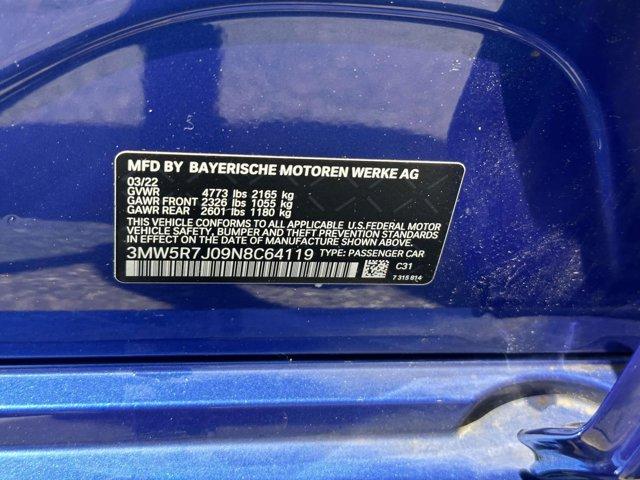 MFD BY BAYERISCHE MOTOREN WERKE AG
03/22
GVWR 4773 lbs 2165 kg
GAWR FRONT 2326 lbs 1055 kg
GAWR REAR 2601 lbs 1180 kg
THIS VEHICLE CONFORMS TO ALL APPLICABLE U.S.FEDERAL MOTOR
VEHICLE SAFETY, BUMPER, AND THEFT PREVENTION STANDARDS
IN EFFECT ON THE DATE OF MANUFACTURE SHOWN ABOVE.
3MW5R7J09N8C64119 TYPE: PASSENGER CAR
C31
7 315 814